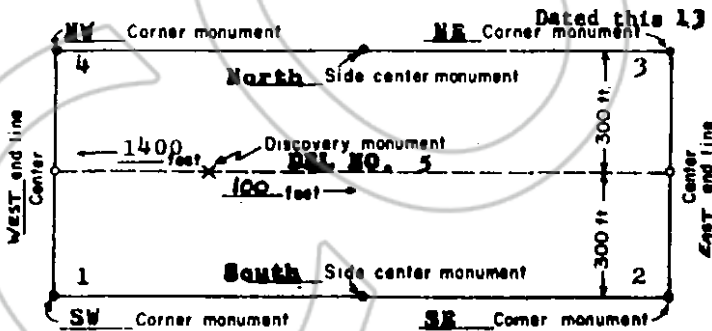 Dated this 13
NW Corner monument NE Corner monument
4 3
North Side center monument
300 ft.
1400 feet Discovery monument
DEL NO. 5
100 feet
WEST end line
Center
Center
EAST end line
300 ft
1 South Side center monument 2
SW Corner monument SE Corner monument